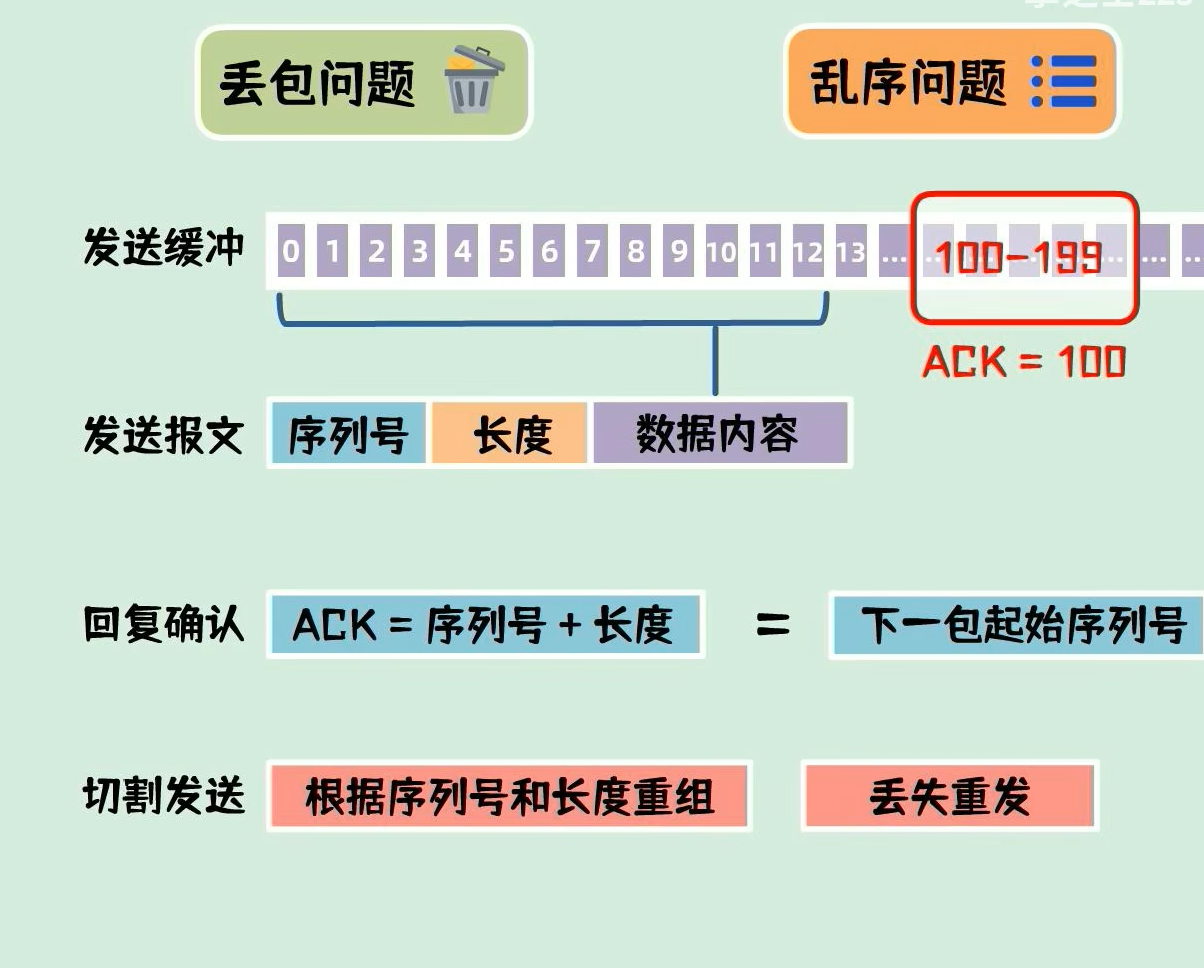 丢包问题
乱序问题
发送缓冲 0 1 2 3 4 5 6 7 8 9 10 11 12 13 ... 100-199 ... ...
ACK = 100
发送报文 序列号 长度 数据内容
回复确认 ACK = 序列号 + 长度 = 下一包起始序列号
切割发送 根据序列号和长度重组 丢失重发